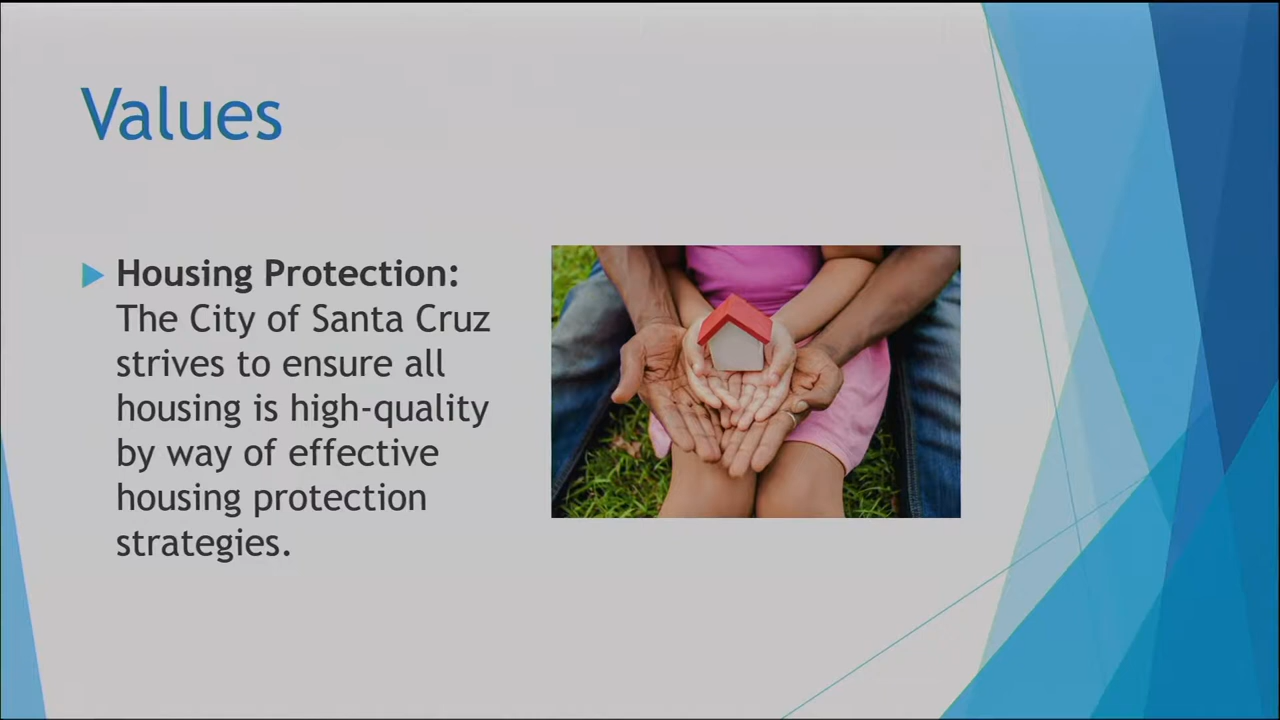 Values
Housing Protection:
The City of Santa Cruz
strives to ensure all
housing is high-quality
by way of effective
housing protection
strategies.